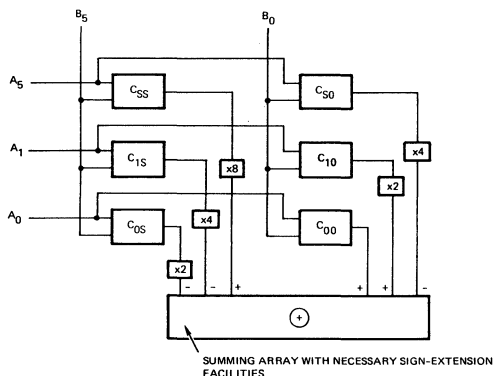 B5 B0
A5 CSS CS0
A1 C1S C10
x8 x4
x4 x2
A0 C0S C00
x2
− − + + + −
+
SUMMING ARRAY WITH NECESSARY SIGN-EXTENSION
FACILITIES